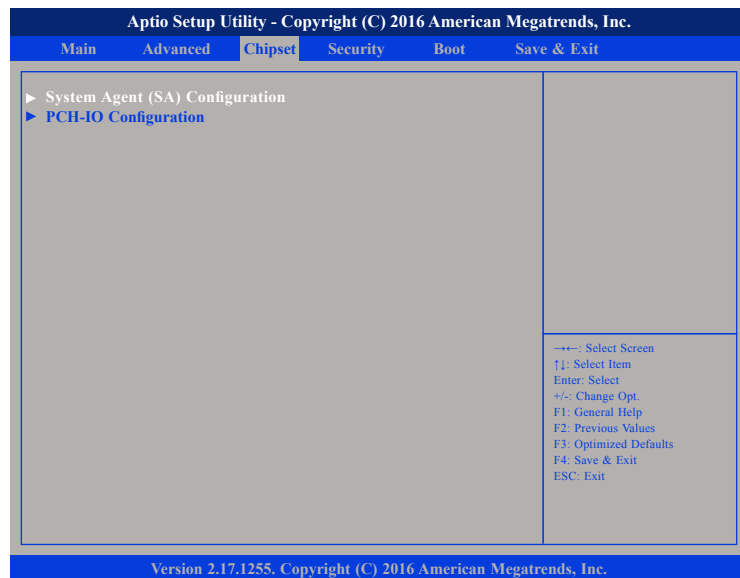 Aptio Setup Utility - Copyright (C) 2016 American Megatrends, Inc.
Main Advanced Chipset Security Boot Save & Exit
► System Agent (SA) Configuration
► PCH-IO Configuration
→←: Select Screen
↑↓: Select Item
Enter: Select
+/-: Change Opt.
F1: General Help
F2: Previous Values
F3: Optimized Defaults
F4: Save & Exit
ESC: Exit
Version 2.17.1255. Copyright (C) 2016 American Megatrends, Inc.